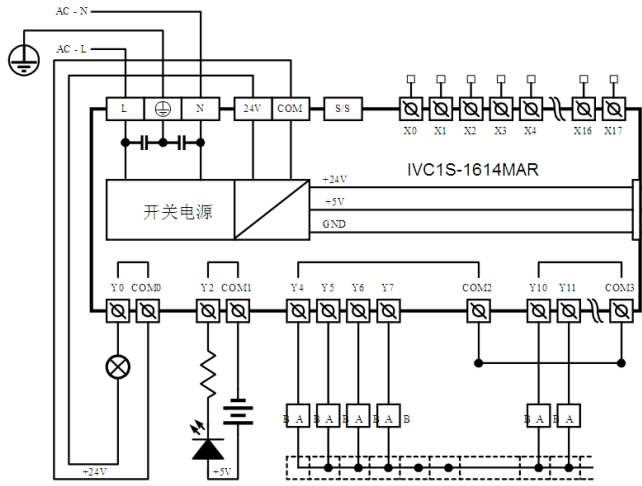 AC - N
AC - L
L N 24V COM S/S
X0 X1 X2 X3 X4 X16 X17
IVC1S-1614MAR
+24V
开关电源
+5V
GND
Y0 COM0 Y2 COM1 Y4 Y5 Y6 Y7 COM2 Y10 Y11 COM3
B A B A B A B A B B A B A
+24V +5V